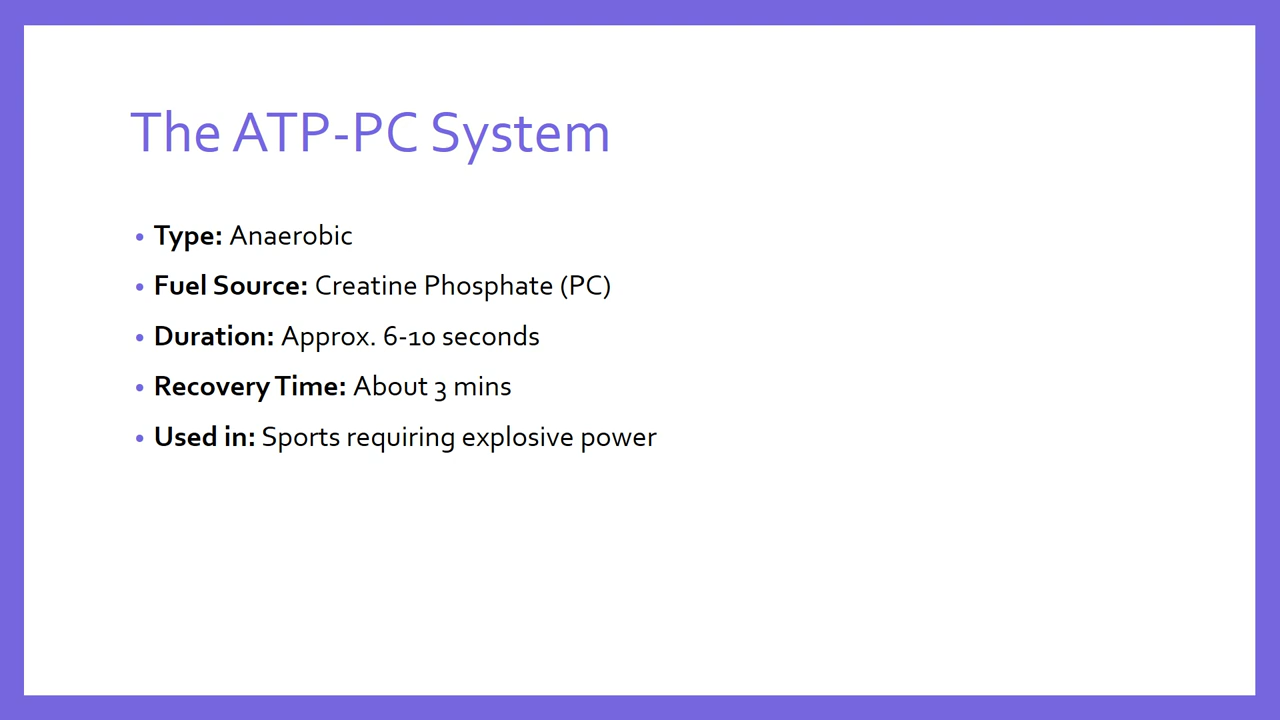 The ATP-PC System
• Type: Anaerobic
• Fuel Source: Creatine Phosphate (PC)
• Duration: Approx. 6-10 seconds
• Recovery Time: About 3 mins
• Used in: Sports requiring explosive power